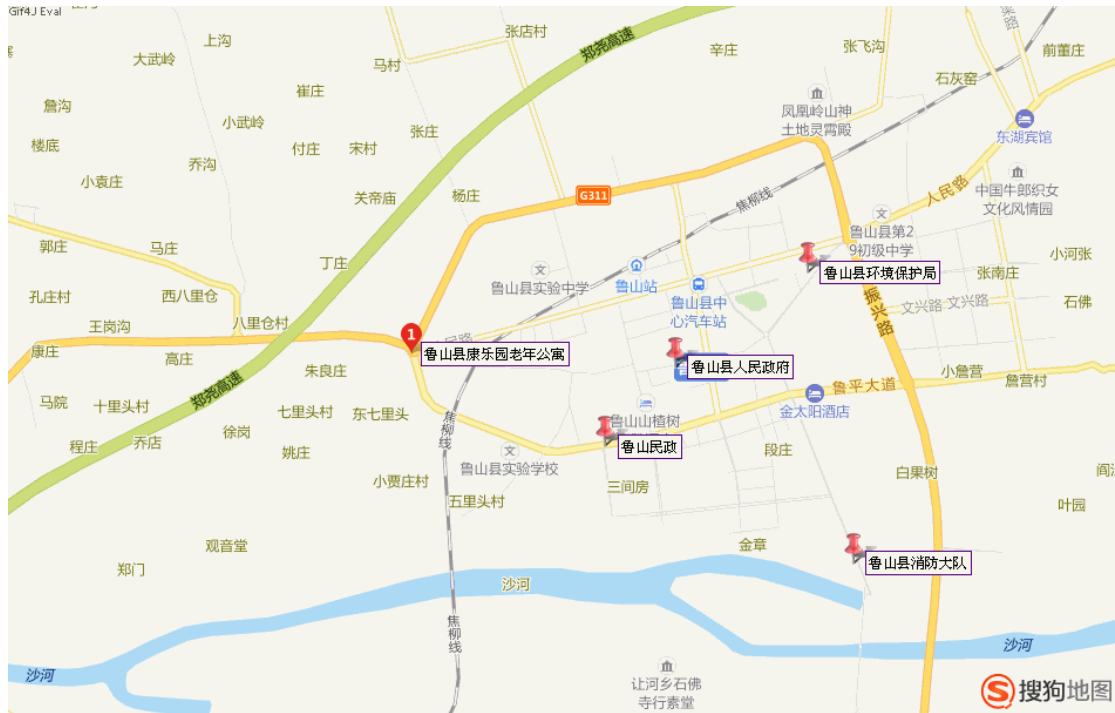 Gif4J Eval
上沟
张店村
郑尧高速
辛庄
张飞沟
渠路
前董庄
大武岭
马村
石灰窑
詹沟
崔庄
凤凰岭山神
土地灵霄殿
小武岭
张庄
东湖宾馆
楼底
付庄
宋村
乔沟
小袁庄
关帝庙
杨庄
G311
焦柳线
人民路
中国牛郎织女
文化风情园
鲁山县第2
9初级中学
郭庄
马庄
丁庄
鲁山县实验中学
鲁山站
鲁山县环境保护局
小河张
张南庄
孔庄村
西八里仓
鲁山县中
心汽车站
振兴路
文兴路
文兴路
石佛
王岗沟
八里仓村
1
民路
康庄
高庄
鲁山县康乐园老年公寓
鲁山县人民政府
朱良庄
郑尧高速
鲁平大道
小詹营
詹营村
马院
十里头村
七里头村
东七里头
焦柳线
鲁山山楂树
金太阳酒店
程庄
乔店
徐岗
姚庄
鲁山民政
段庄
鲁山县实验学校
小贾庄村
白果树
五里头村
三间房
叶园
观音堂
金章
郑门
鲁山县消防大队
沙河
焦柳线
沙河
沙河
让河乡石佛
寺行素堂
搜狗地图